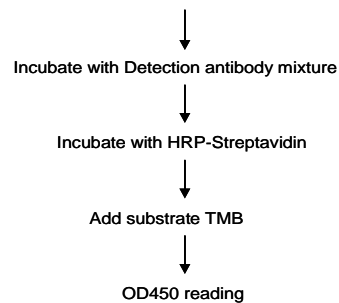 Incubate with Detection antibody mixture
Incubate with HRP-Streptavidin
Add substrate TMB
OD450 reading